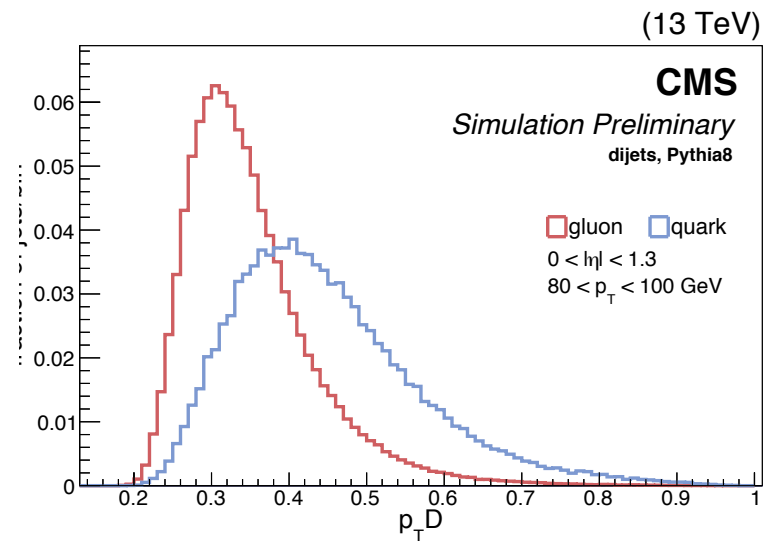 (13 TeV)
CMS
Simulation Preliminary
dijets, Pythia8
gluon quark
0 < |η| < 1.3
80 < p_T < 100 GeV
0.06
0.05
0.04
0.03
0.02
0.01
0
0.2 0.3 0.4 0.5 0.6 0.7 0.8 0.9 1
p_TD